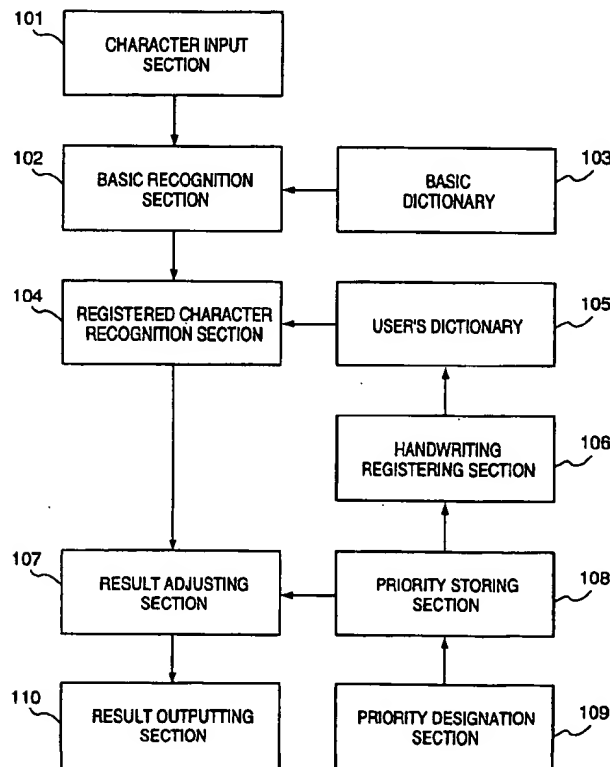 101
CHARACTER INPUT
SECTION
102
BASIC RECOGNITION
SECTION
103
BASIC
DICTIONARY
104
REGISTERED CHARACTER
RECOGNITION SECTION
105
USER'S DICTIONARY
106
HANDWRITING
REGISTERING SECTION
107
RESULT ADJUSTING
SECTION
108
PRIORITY STORING
SECTION
110
RESULT OUTPUTTING
SECTION
PRIORITY DESIGNATION
SECTION
109